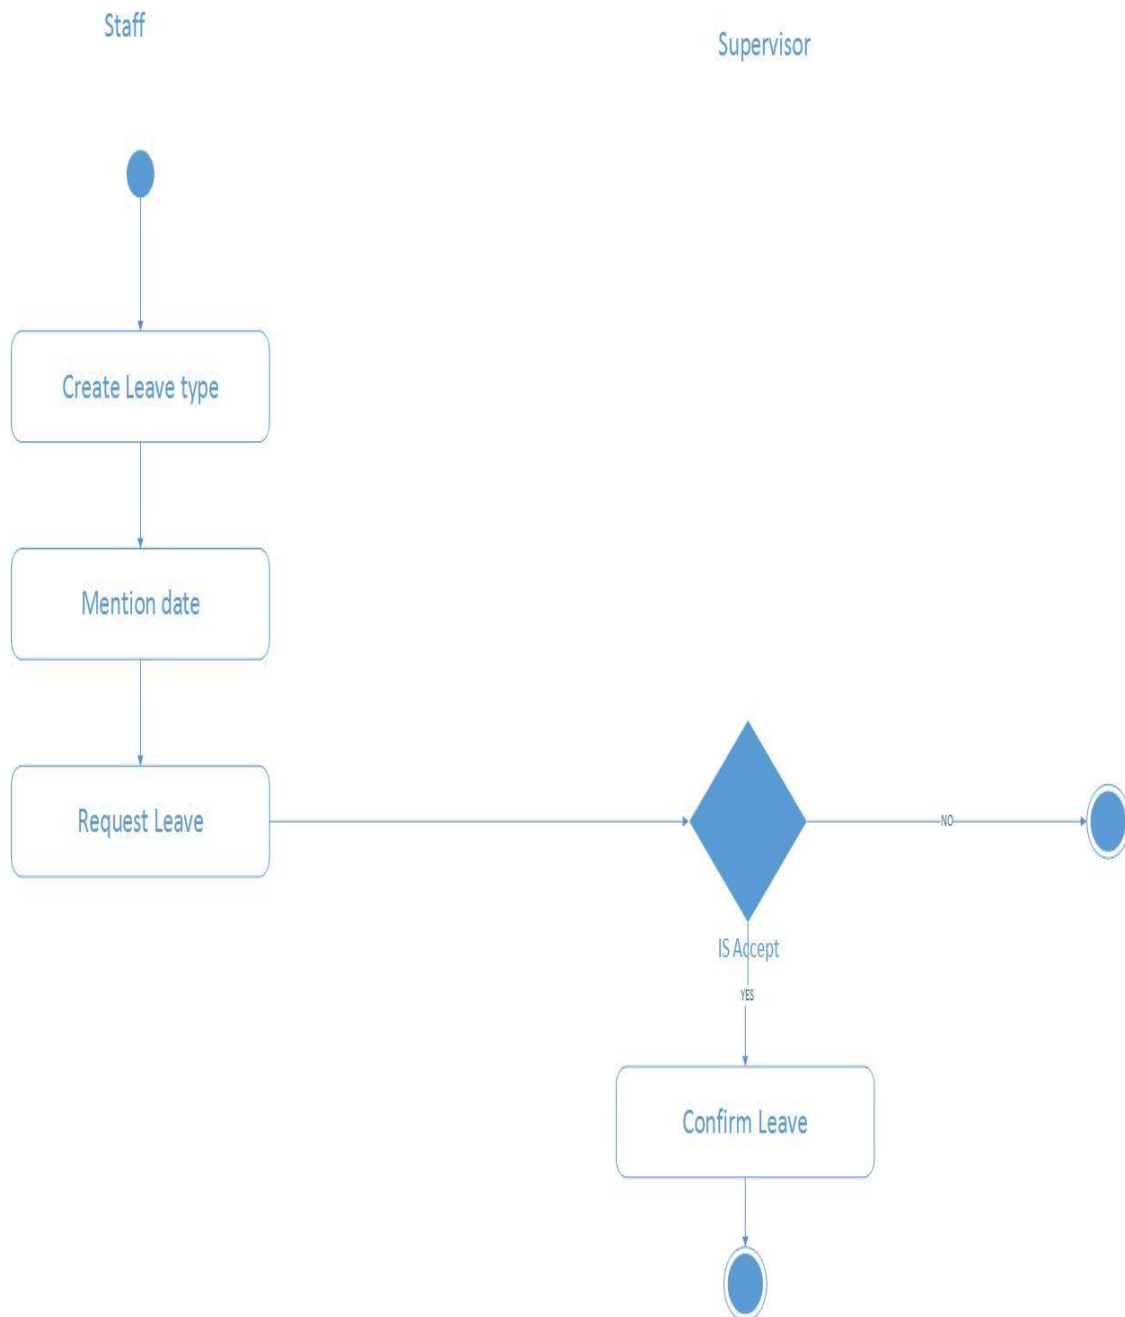 Staff
Supervisor
Create Leave type
Mention date
Request Leave
NO
IS Accept
YES
Confirm Leave